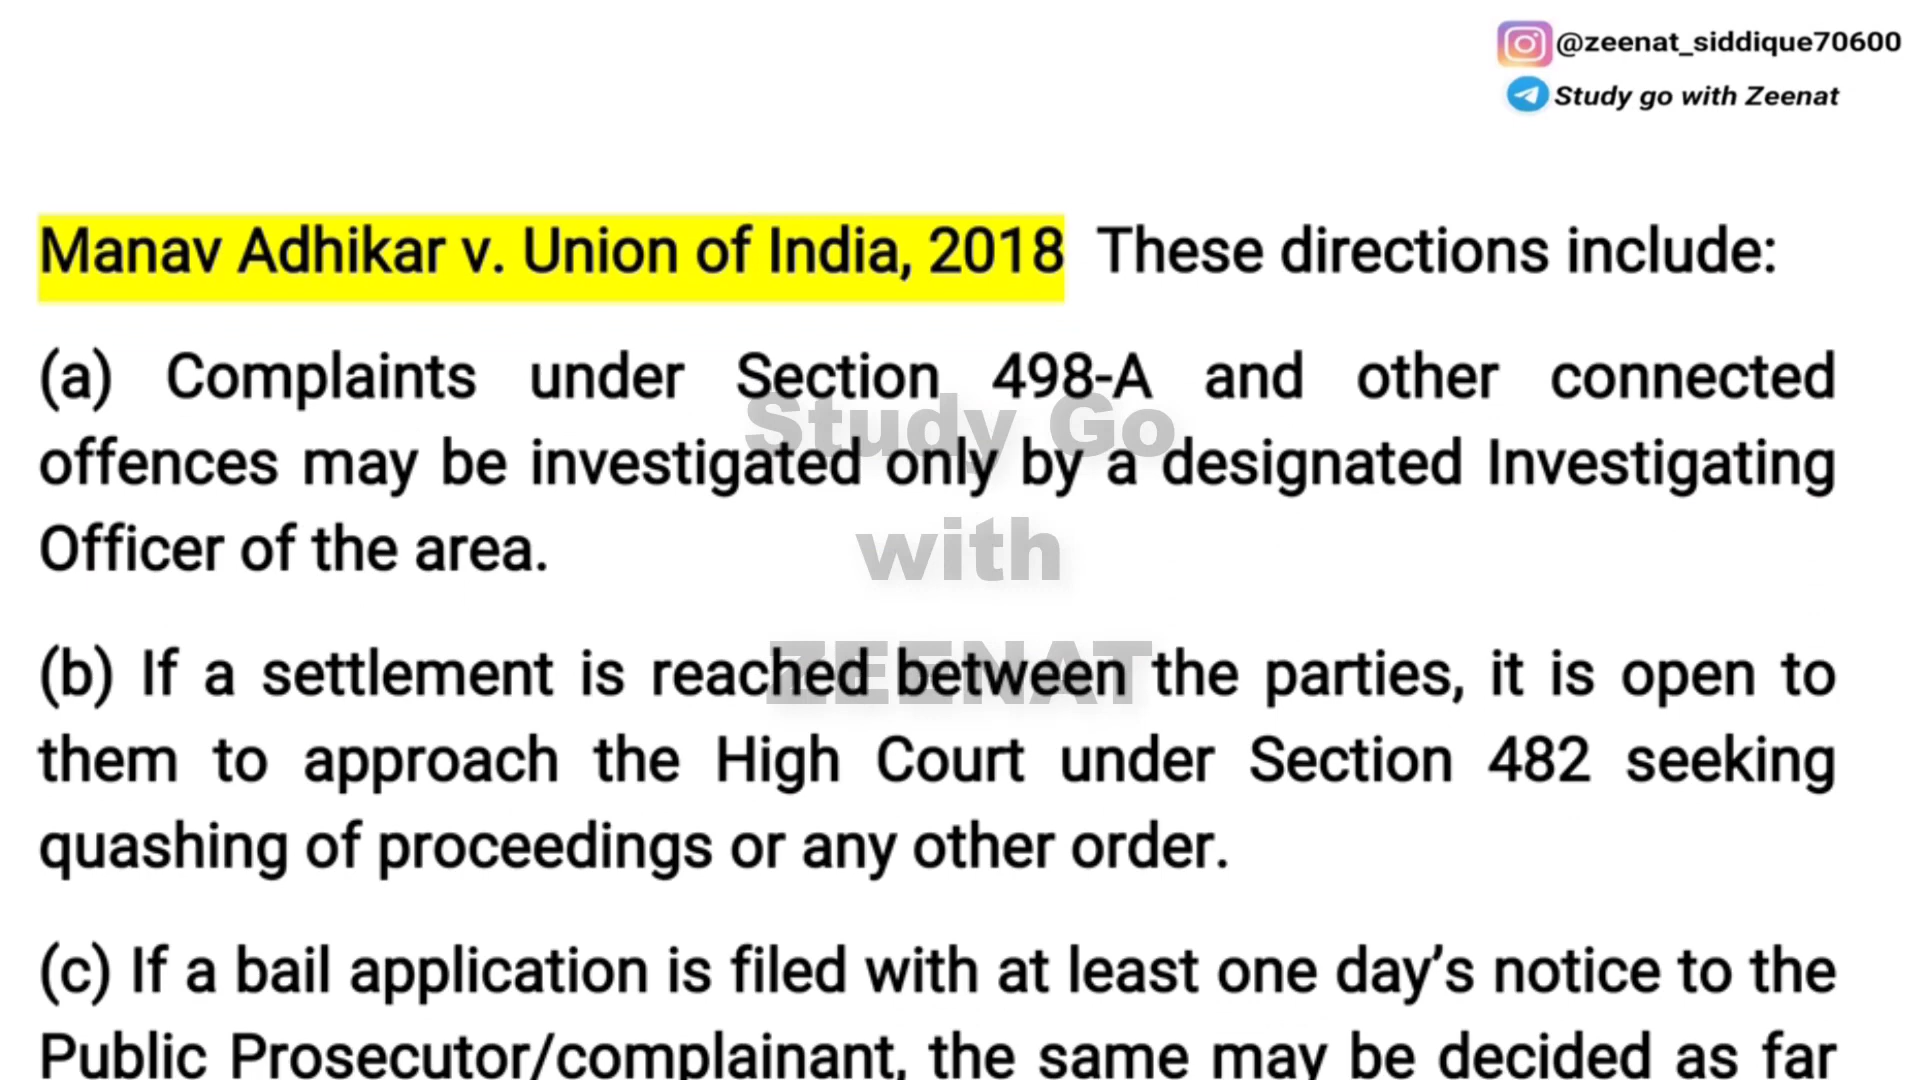 @zeenat_siddique70600
Study go with Zeenat
Manav Adhikar v. Union of India, 2018 These directions include:
(a) Complaints under Section 498-A and other connected
offences may be investigated only by a designated Investigating
Officer of the area.
(b) If a settlement is reached between the parties, it is open to
them to approach the High Court under Section 482 seeking
quashing of proceedings or any other order.
(c) If a bail application is filed with at least one day’s notice to the
Public Prosecutor/complainant, the same may be decided as far
Study Go
with
ZEENAT